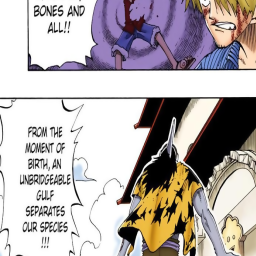 BONES AND
ALL!!
FROM THE
MOMENT OF
BIRTH, AN
UNBRIDGEABLE
GULF
SEPARATES
OUR SPECIES
!!!